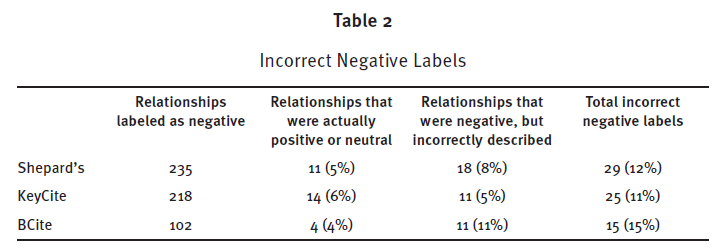 Table 2
Incorrect Negative Labels
Relationships labeled as negative
Relationships that were actually positive or neutral
Relationships that were negative, but incorrectly described
Total incorrect negative labels
Shepard's 235 11 (5%) 18 (8%) 29 (12%)
KeyCite 218 14 (6%) 11 (5%) 25 (11%)
BCite 102 4 (4%) 11 (11%) 15 (15%)